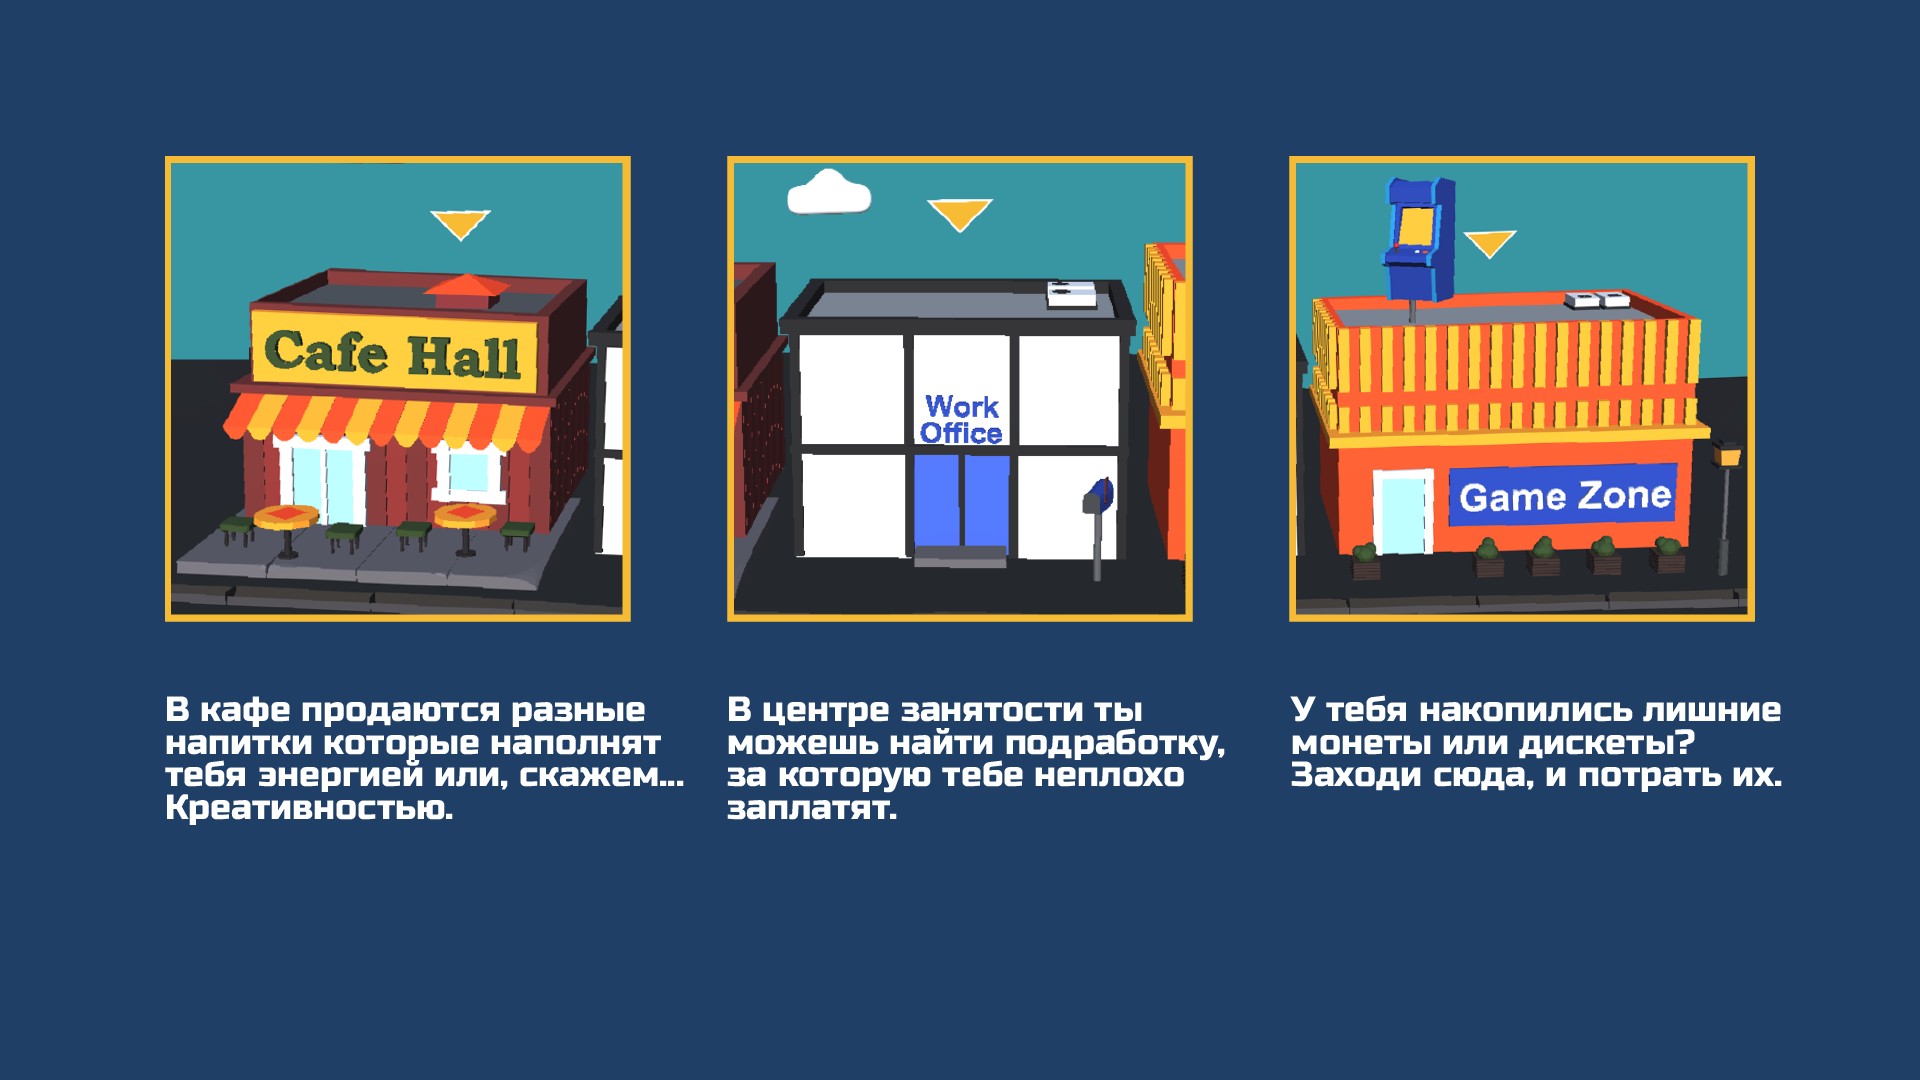 Cafe Hall
Work
Office
Game Zone
В кафе продаются разные
напитки которые наполнят
тебя энергией или, скажем...
Креативностью.
В центре занятости ты
можешь найти подработку,
за которую тебе неплохо
заплатят.
У тебя накопились лишние
монеты или дискеты?
Заходи сюда, и потрать их.